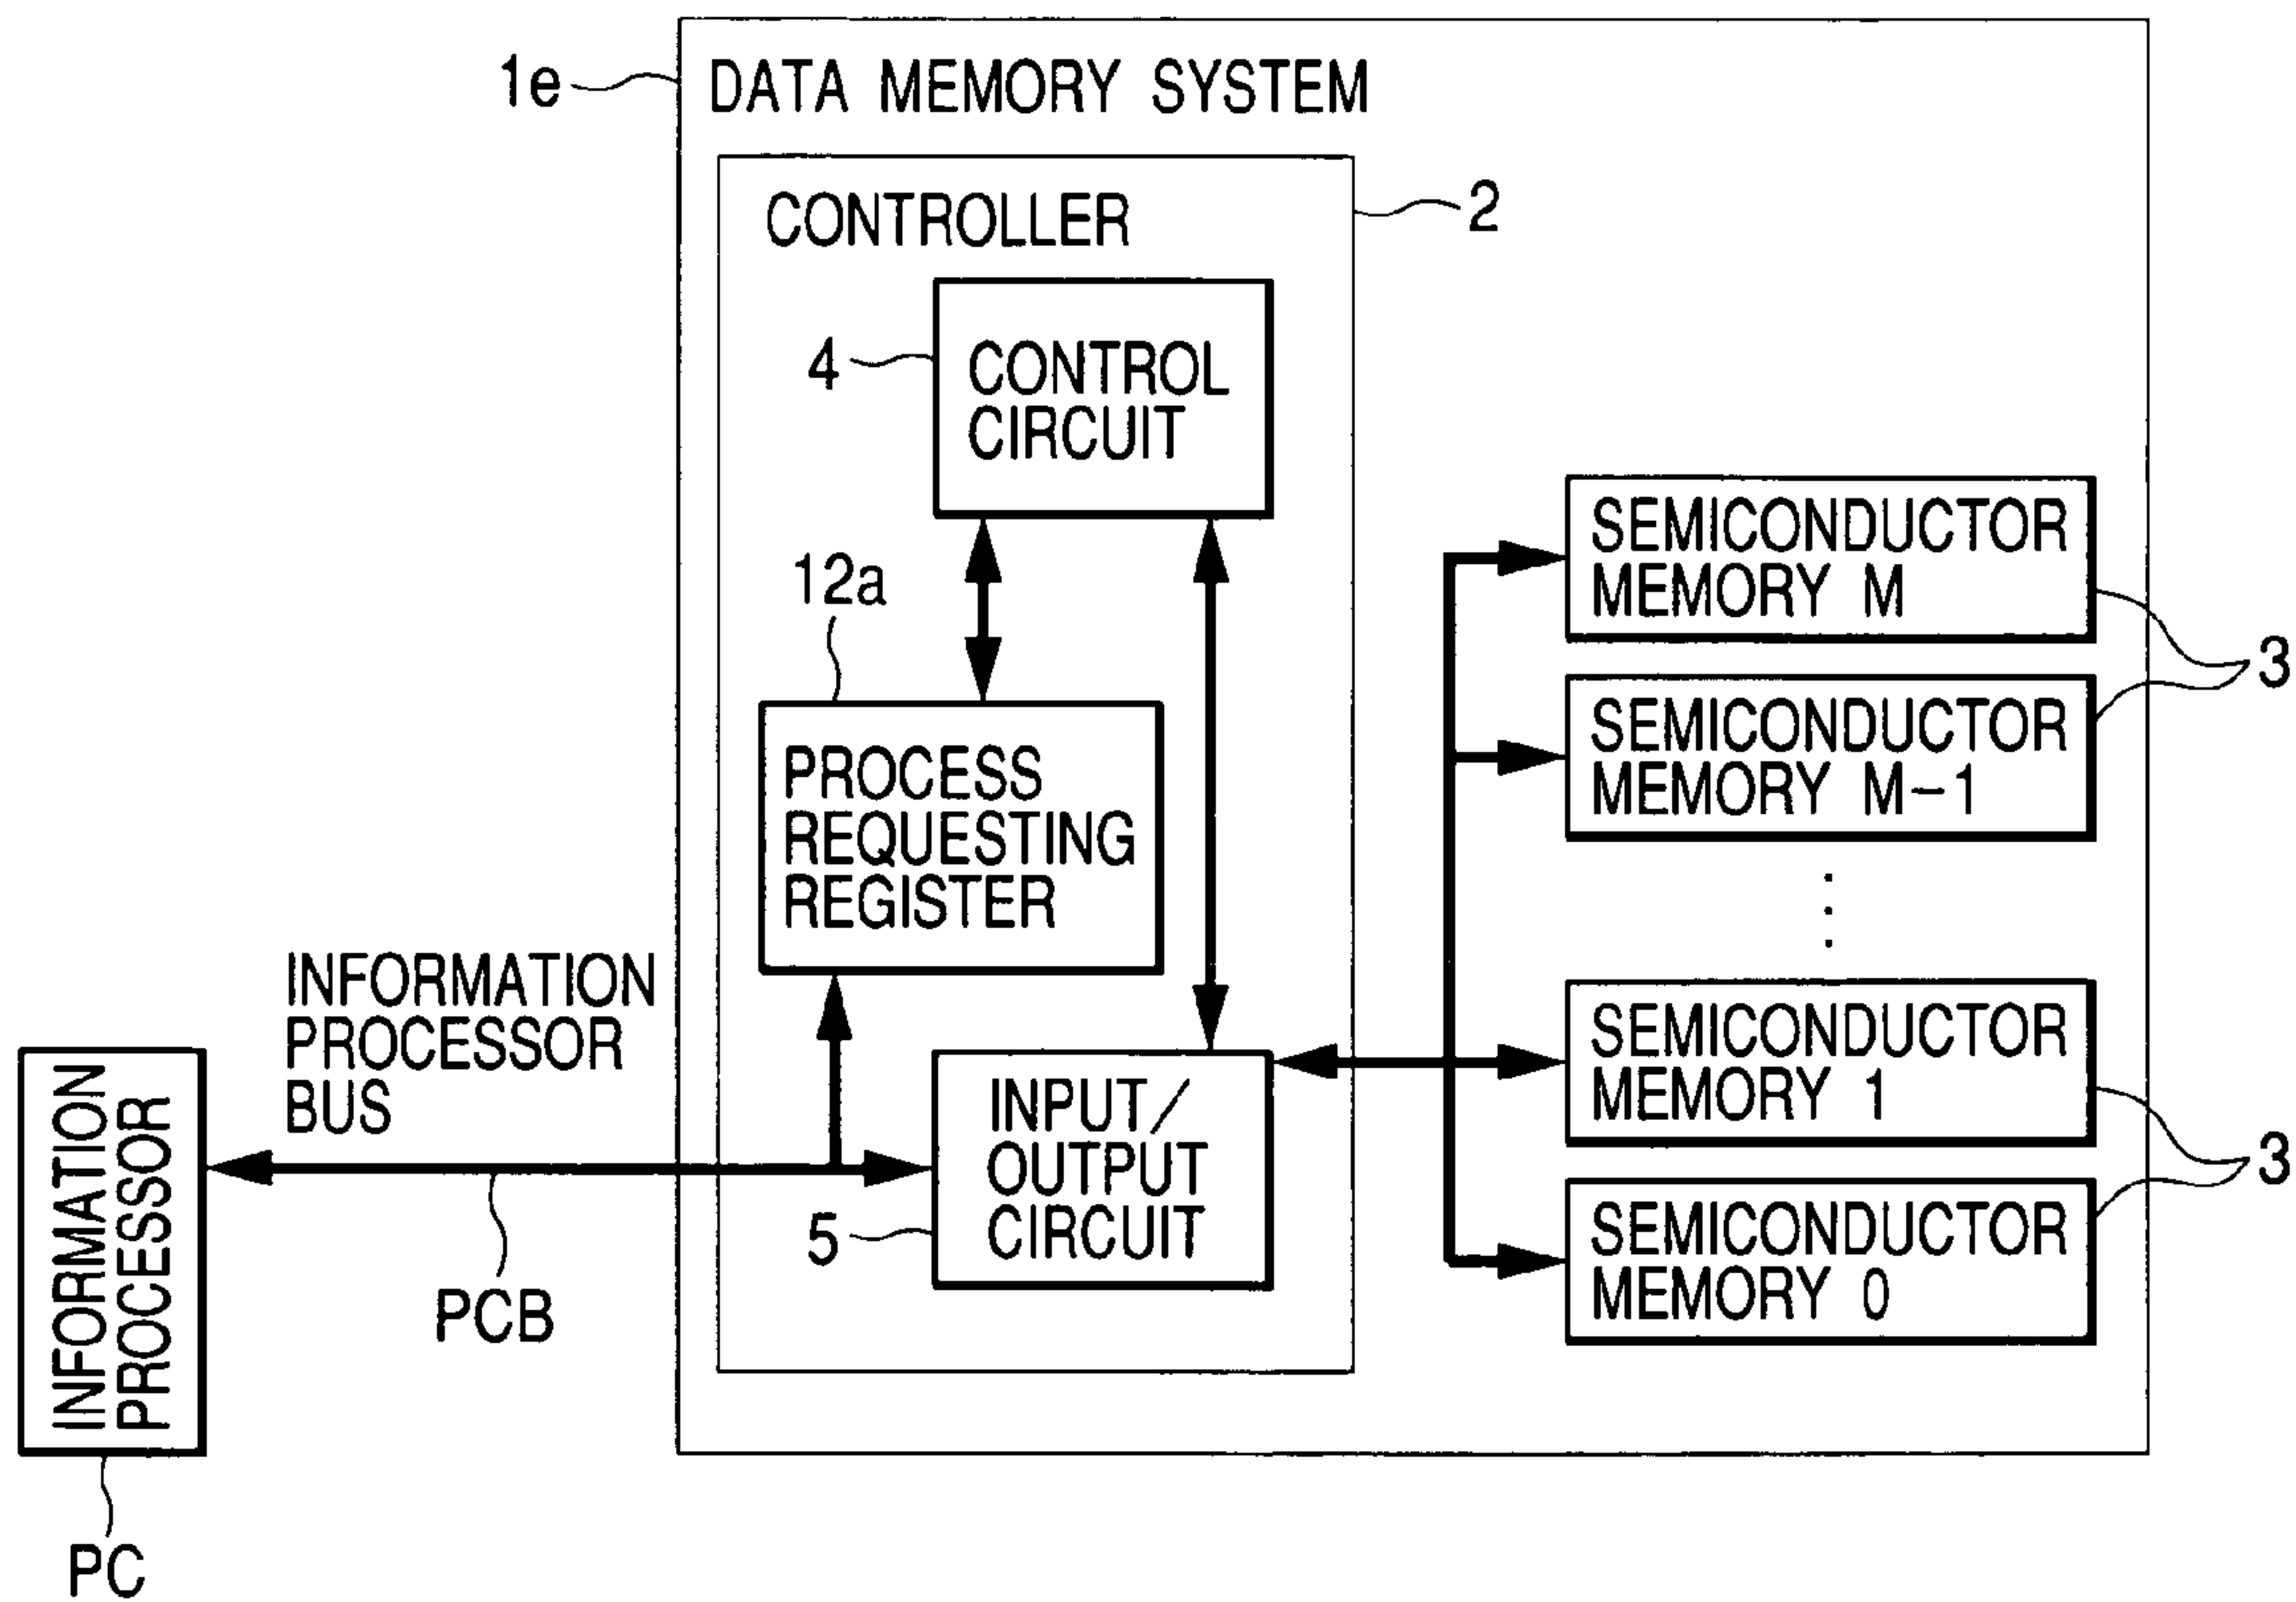 1e
DATA MEMORY SYSTEM
CONTROLLER
2
4
CONTROL
CIRCUIT
12a
PROCESS
REQUESTING
REGISTER
INPUT/
OUTPUT
CIRCUIT
5
SEMICONDUCTOR
MEMORY M
SEMICONDUCTOR
MEMORY M-1
3
SEMICONDUCTOR
MEMORY 1
SEMICONDUCTOR
MEMORY 0
3
INFORMATION
PROCESSOR
BUS
PCB
INFORMATION
PROCESSOR
PC